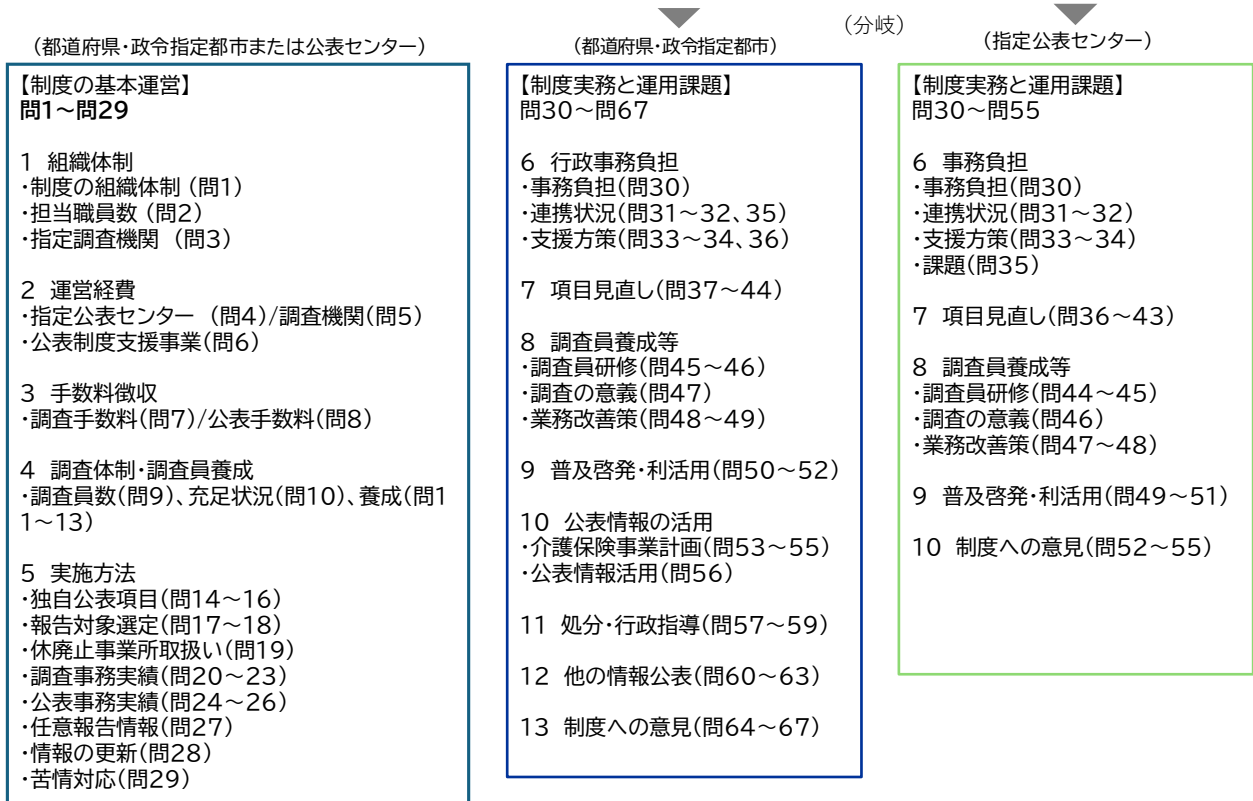 (分岐)
(都道府県・政令指定都市または公表センター)
【制度の基本運営】
問1~問29
1 組織体制
・制度の組織体制 (問1)
・担当職員数 (問2)
・指定調査機関 (問3)
2 運営経費
・指定公表センター (問4)/調査機関(問5)
・公表制度支援事業(問6)
3 手数料徴収
・調査手数料(問7)/公表手数料(問8)
4 調査体制・調査員養成
・調査員数(問9)、充足状況(問10)、養成(問1
1~13)
5 実施方法
・独自公表項目(問14~16)
・報告対象選定(問17~18)
・休廃止事業所取扱い(問19)
・調査事務実績(問20~23)
・公表事務実績(問24~26)
・任意報告情報(問27)
・情報の更新(問28)
・苦情対応(問29)
(都道府県・政令指定都市)
【制度実務と運用課題】
問30~問67
6 行政事務負担
・事務負担(問30)
・連携状況(問31~32、35)
・支援方策(問33~34、36)
7 項目見直し(問37~44)
8 調査員養成等
・調査員研修(問45~46)
・調査の意義(問47)
・業務改善策(問48~49)
9 普及啓発・利活用(問50~52)
10 公表情報の活用
・介護保険事業計画(問53~55)
・公表情報活用(問56)
11 処分・行政指導(問57~59)
12 他の情報公表(問60~63)
13 制度への意見(問64~67)
(指定公表センター)
【制度実務と運用課題】
問30~問55
6 事務負担
・事務負担(問30)
・連携状況(問31~32)
・支援方策(問33~34)
・課題(問35)
7 項目見直し(問36~43)
8 調査員養成等
・調査員研修(問44~45)
・調査の意義(問46)
・業務改善策(問47~48)
9 普及啓発・利活用(問49~51)
10 制度への意見(問52~55)